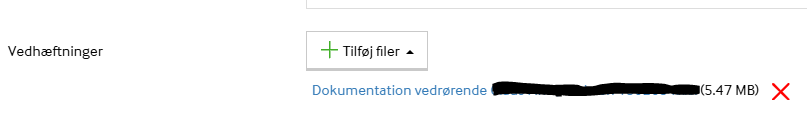 Vedhæftninger
Tilføj filer
Dokumentation vedrørende (5.47 MB)